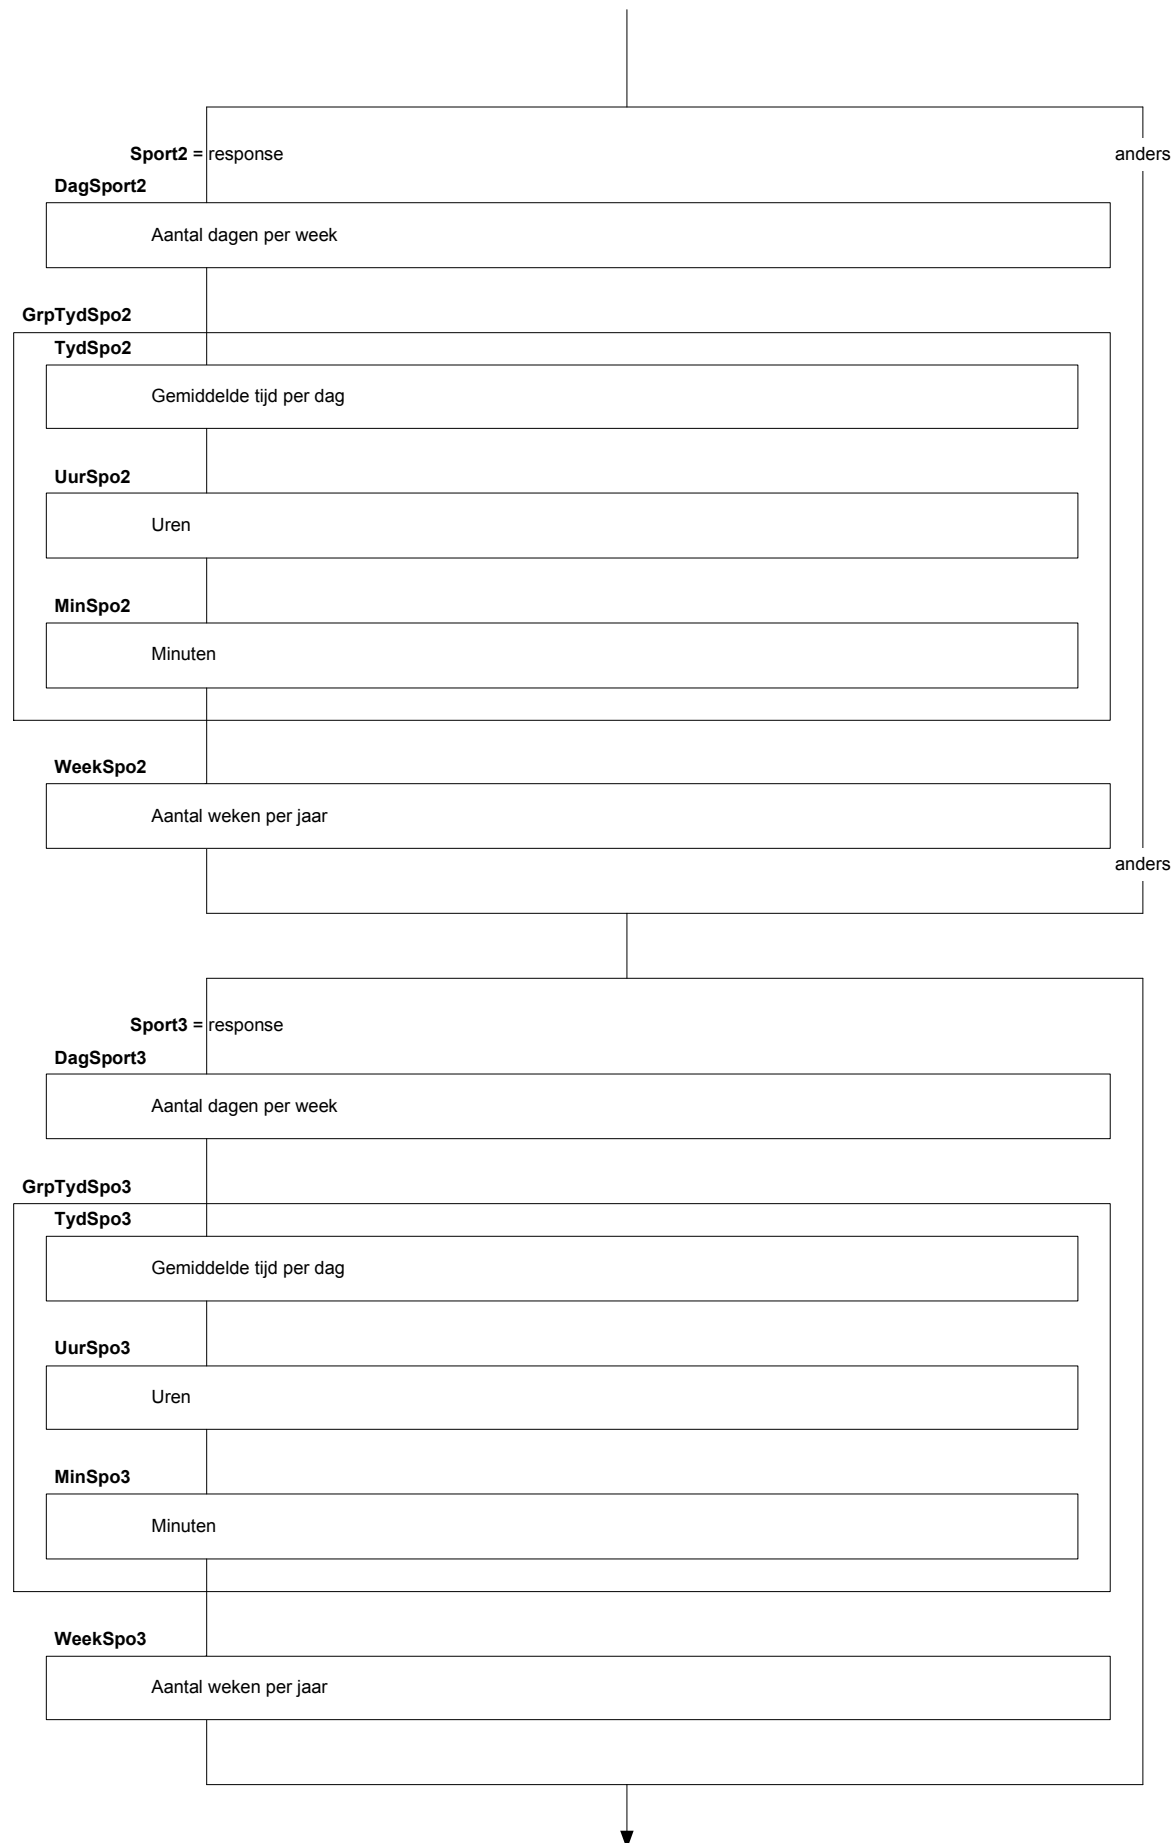 Sport2 = response anders
DagSport2
Aantal dagen per week
GrpTydSpo2
TydSpo2
Gemiddelde tijd per dag
UurSpo2
Uren
MinSpo2
Minuten
WeekSpo2
Aantal weken per jaar
anders
Sport3 = response
DagSport3
Aantal dagen per week
GrpTydSpo3
TydSpo3
Gemiddelde tijd per dag
UurSpo3
Uren
MinSpo3
Minuten
WeekSpo3
Aantal weken per jaar